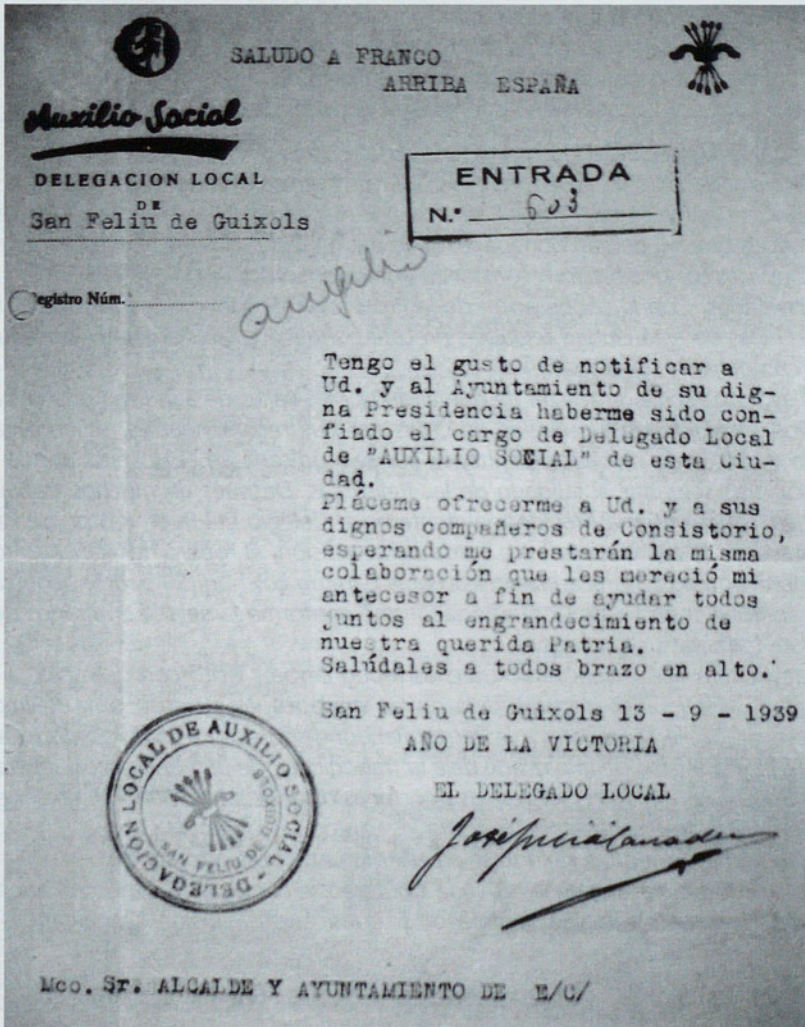 SALUDO A FRANCO
ARRIBA ESPAÑA
Auxilio Social
DELEGACION LOCAL
DE
San Feliu de Guixols
ENTRADA
N.º 603
Registro Núm.
Tengo el gusto de notificar a
Ud. y al Ayuntamiento de su dig-
na Presidencia haberme sido con-
fiado el cargo de Delegado Local
de "AUXILIO SOEIAL" de esta Ciu-
dad.
Pláceme ofrecerme a Ud. y a sus
dignos compañeros de Consistorio,
esperando me prestarán la misma
colaboración que les mereció mi
antecesor a fin de ayudar todos
juntos al engrandecimiento de
nuestra querida Patria.
Salúdales a todos brazo en alto.
San Feliu de Guixols 13 - 9 - 1939
AÑO DE LA VICTORIA
EL DELEGADO LOCAL
DELEGACIÓN LOCAL DE AUXILIO SOCIAL -
SAN FELIU DE GUIXOLS
Mco. Sr. ALCALDE Y AYUNTAMIENTO DE E/C/